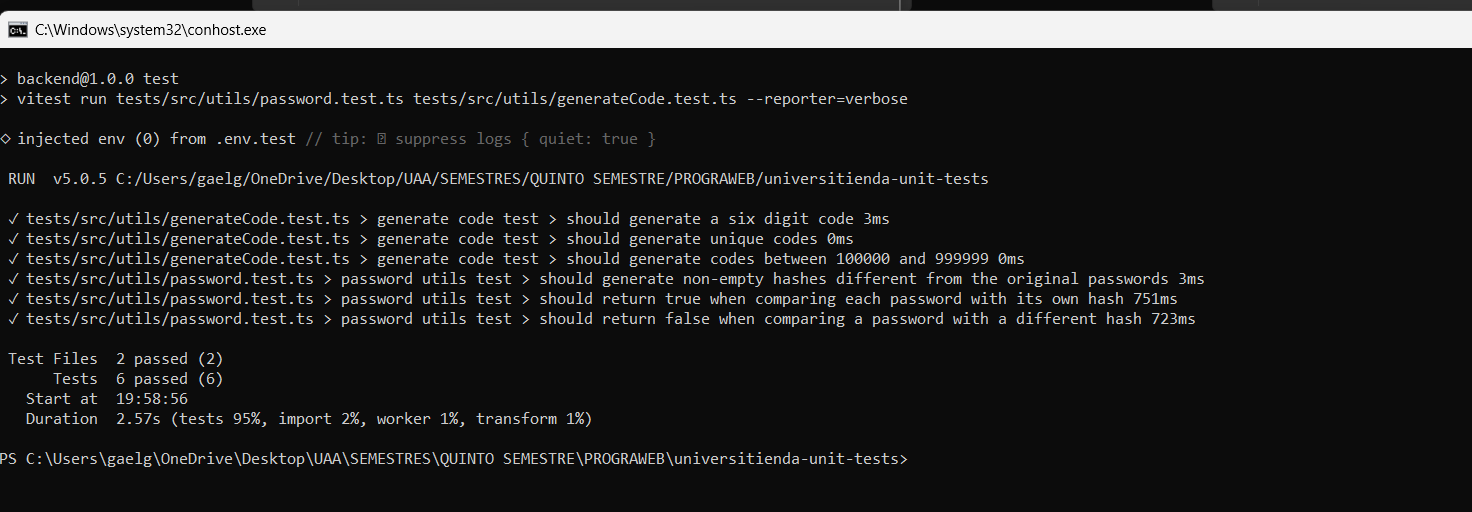 C:\Windows\system32\conhost.exe
> backend@1.0.0 test
> vitest run tests/src/utils/password.test.ts tests/src/utils/generateCode.test.ts --reporter=verbose
◇ injected env (0) from .env.test // tip: ⍰ suppress logs { quiet: true }
RUN  v5.0.5 C:/Users/gaelg/OneDrive/Desktop/UAA/SEMESTRES/QUINTO SEMESTRE/PROGRAWEB/universitienda-unit-tests
✓ tests/src/utils/generateCode.test.ts > generate code test > should generate a six digit code 3ms
✓ tests/src/utils/generateCode.test.ts > generate code test > should generate unique codes 0ms
✓ tests/src/utils/generateCode.test.ts > generate code test > should generate codes between 100000 and 999999 0ms
✓ tests/src/utils/password.test.ts > password utils test > should generate non-empty hashes different from the original passwords 3ms
✓ tests/src/utils/password.test.ts > password utils test > should return true when comparing each password with its own hash 751ms
✓ tests/src/utils/password.test.ts > password utils test > should return false when comparing a password with a different hash 723ms
Test Files  2 passed (2)
Tests  6 passed (6)
Start at  19:58:56
Duration  2.57s (tests 95%, import 2%, worker 1%, transform 1%)
PS C:\Users\gaelg\OneDrive\Desktop\UAA\SEMESTRES\QUINTO SEMESTRE\PROGRAWEB\universitienda-unit-tests>